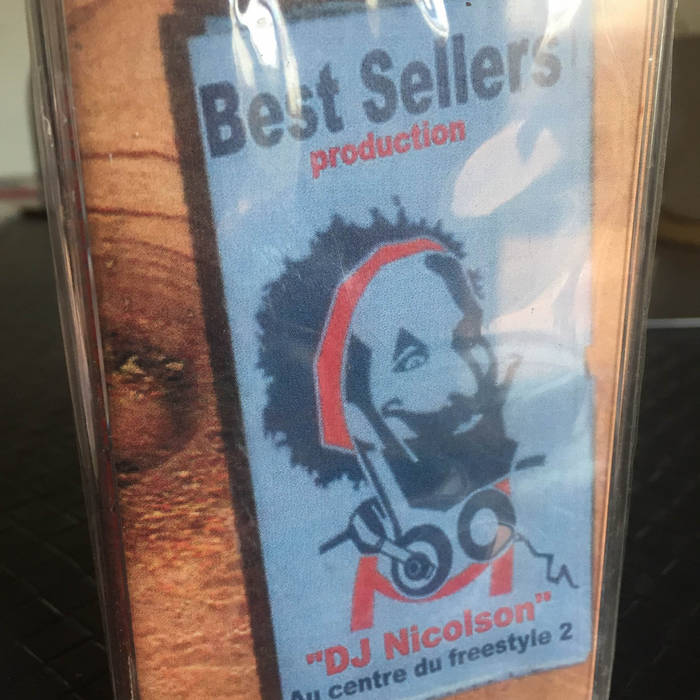 Best Sellers
production
"DJ Nicolson"
Au centre du freestyle 2